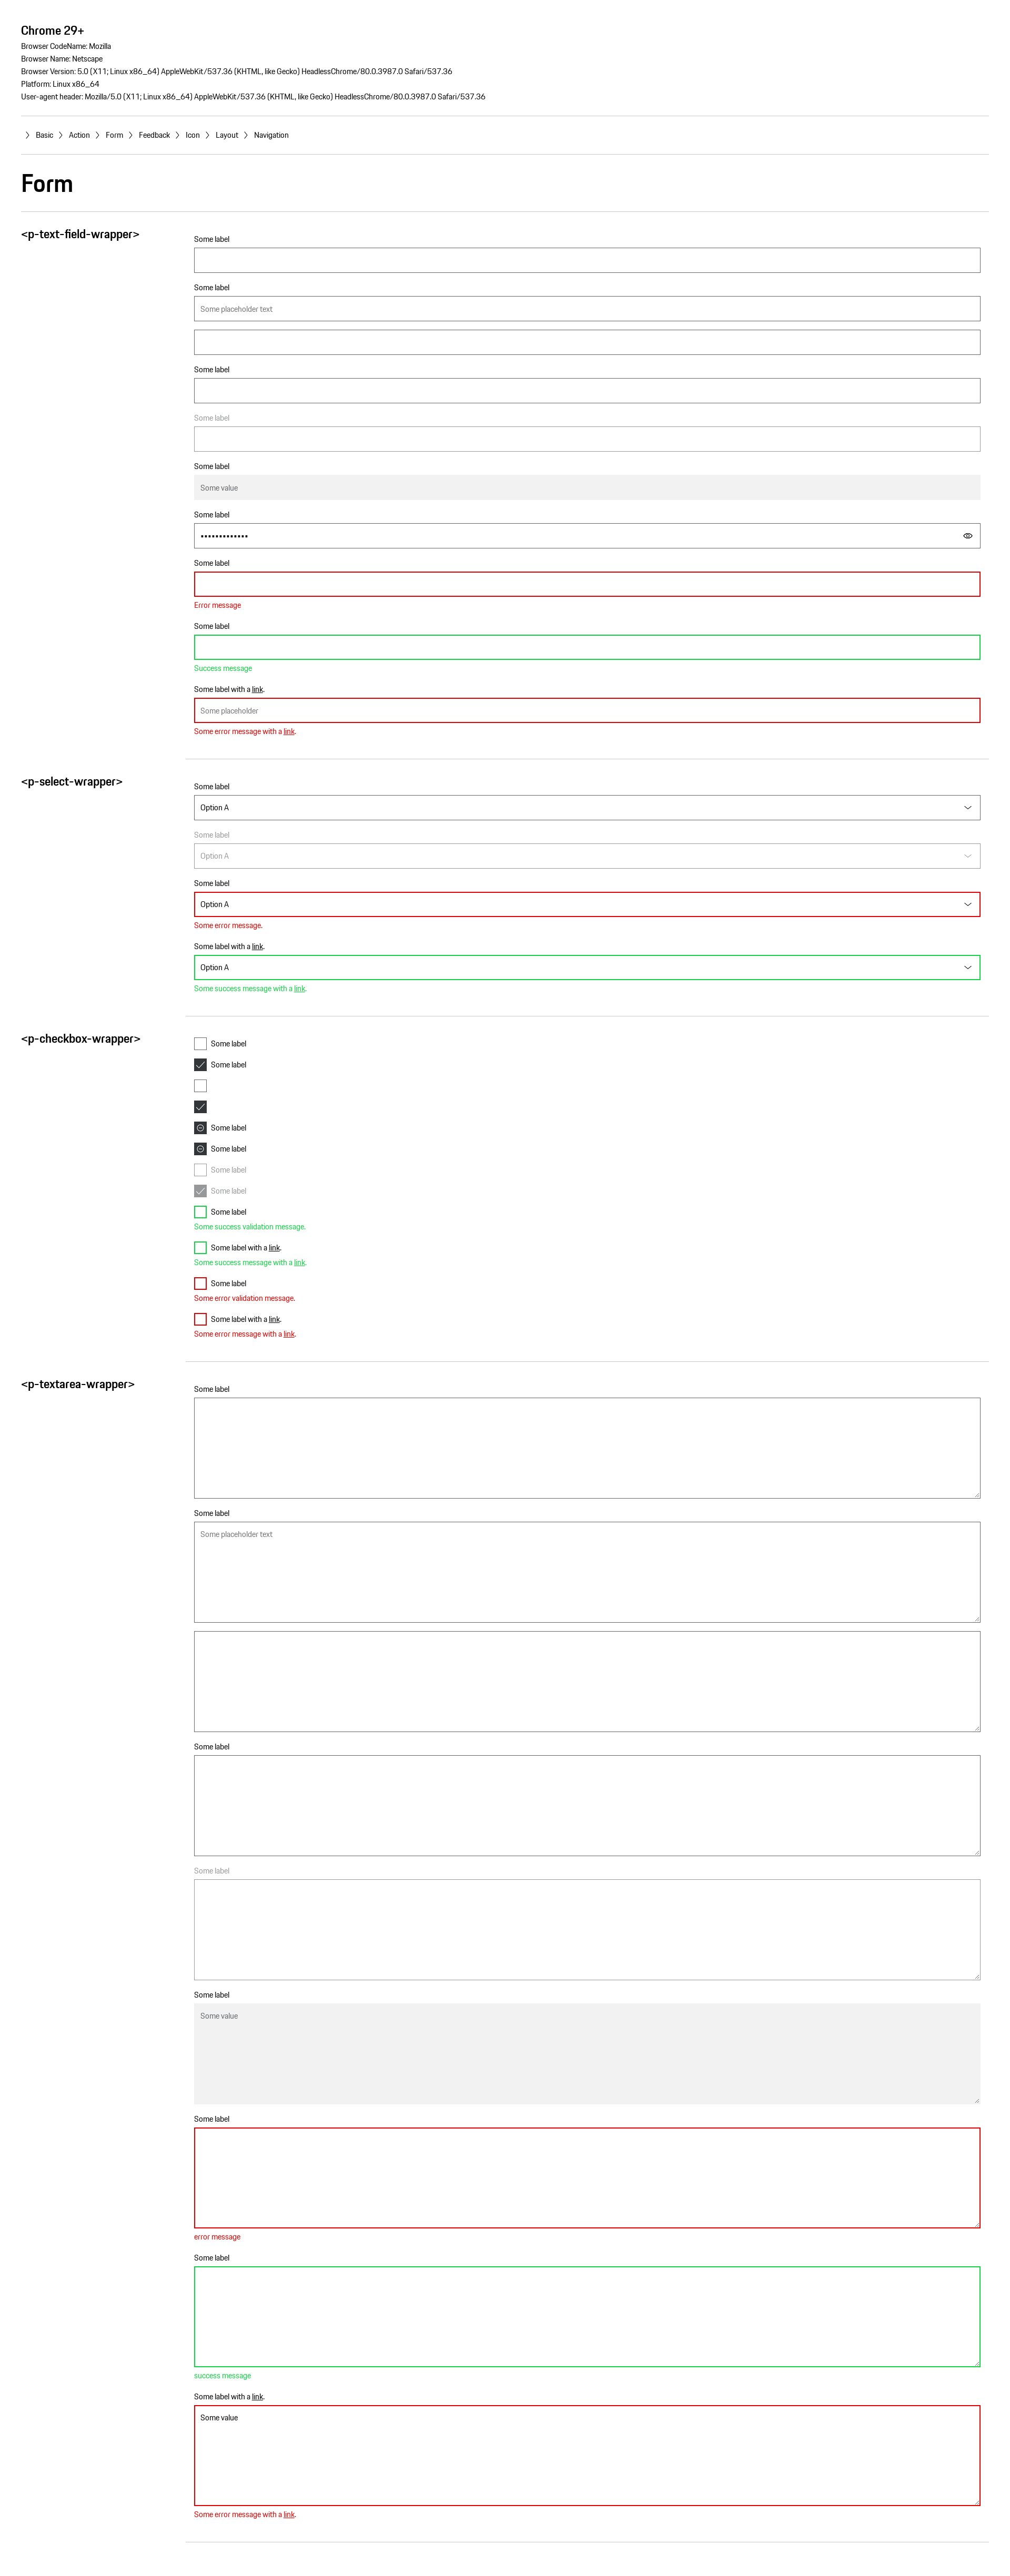 Chrome 29+
Browser CodeName: Mozilla
Browser Name: Netscape
Browser Version: 5.0 (X11; Linux x86_64) AppleWebKit/537.36 (KHTML, like Gecko) HeadlessChrome/80.0.3987.0 Safari/537.36
Platform: Linux x86_64
User-agent header: Mozilla/5.0 (X11; Linux x86_64) AppleWebKit/537.36 (KHTML, like Gecko) HeadlessChrome/80.0.3987.0 Safari/537.36
Basic Action Form Feedback Icon Layout Navigation
Form
<p-text-field-wrapper>
Some label
Some label
Some placeholder text
Some label
Some label
Some label
Some value
Some label
•••••••••••••
Some label
Error message
Some label
Success message
Some label with a link.
Some placeholder
Some error message with a link.
<p-select-wrapper>
Some label
Option A
Some label
Option A
Some label
Option A
Some error message.
Some label with a link.
Option A
Some success message with a link.
<p-checkbox-wrapper>
Some label
Some label
Some label
Some label
Some label
Some label
Some label
Some success validation message.
Some label with a link.
Some success message with a link.
Some label
Some error validation message.
Some label with a link.
Some error message with a link.
<p-textarea-wrapper>
Some label
Some label
Some placeholder text
Some label
Some label
Some label
Some value
Some label
error message
Some label
success message
Some label with a link.
Some value
Some error message with a link.